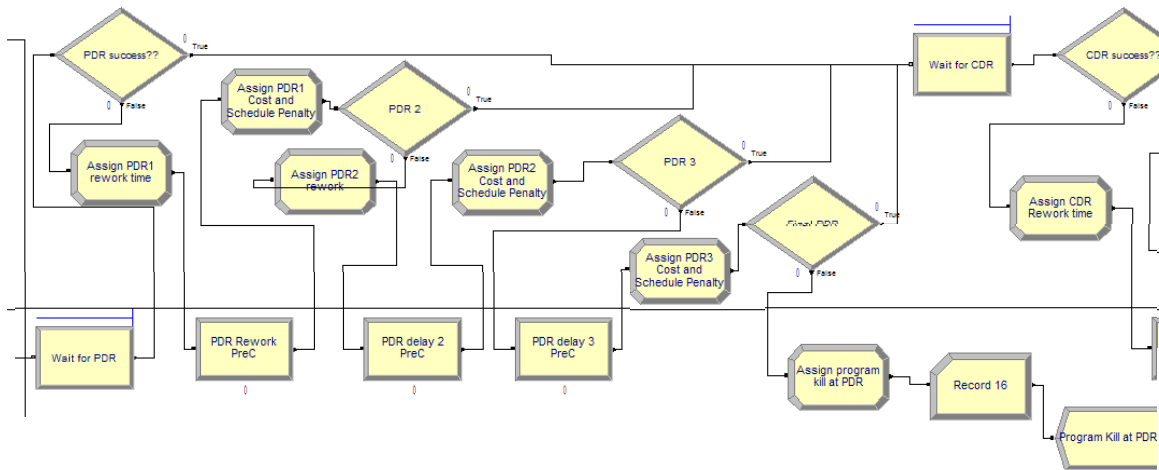 0
True
PDR success??
0
False
Assign PDR1
rework time
Assign PDR1
Cost and
Schedule Penalty
PDR 2
0
True
0
False
Assign PDR2
rework
Assign PDR2
Cost and
Schedule Penalty
PDR 3
0
True
0
False
Assign PDR3
Cost and
Schedule Penalty
Final PDR
0
True
0
False
Wait for CDR
CDR success??
0
False
Assign CDR
Rework time
Wait for PDR
PDR Rework
PreC
0
PDR delay 2
PreC
0
PDR delay 3
PreC
0
Assign program
kill at PDR
Record 16
Program Kill at PDR